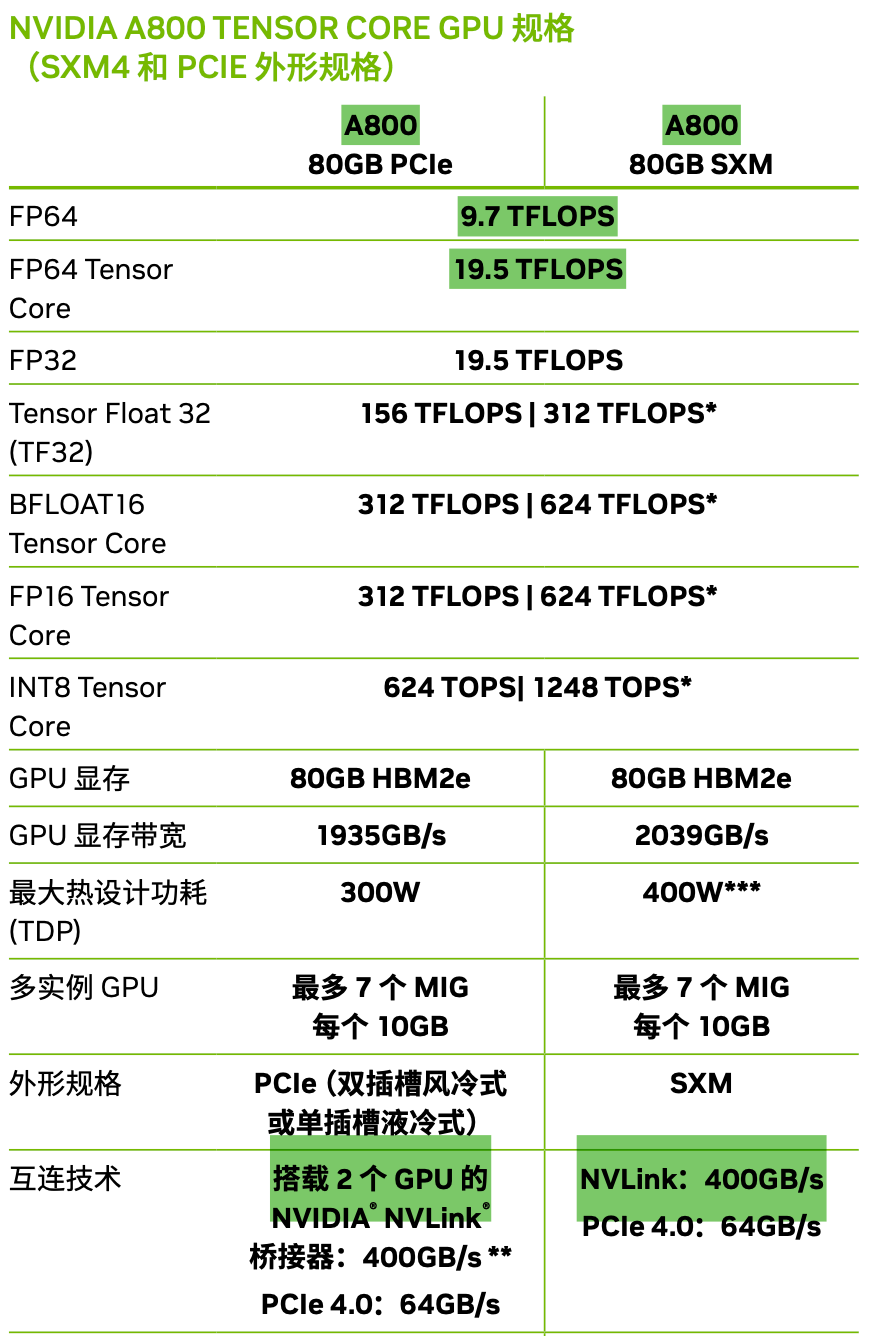 NVIDIA A800 TENSOR CORE GPU 规格
（SXM4 和 PCIE 外形规格）
A800
80GB PCIe
A800
80GB SXM
FP64
9.7 TFLOPS
FP64 Tensor
Core
19.5 TFLOPS
FP32
19.5 TFLOPS
Tensor Float 32
(TF32)
156 TFLOPS | 312 TFLOPS*
BFLOAT16
Tensor Core
312 TFLOPS | 624 TFLOPS*
FP16 Tensor
Core
312 TFLOPS | 624 TFLOPS*
INT8 Tensor
Core
624 TOPS| 1248 TOPS*
GPU 显存
80GB HBM2e
80GB HBM2e
GPU 显存带宽
1935GB/s
2039GB/s
最大热设计功耗
(TDP)
300W
400W***
多实例 GPU
最多 7 个 MIG
每个 10GB
最多 7 个 MIG
每个 10GB
外形规格
PCIe（双插槽风冷式
或单插槽液冷式）
SXM
互连技术
搭载 2 个 GPU 的
NVIDIA® NVLink®
桥接器：400GB/s **
PCIe 4.0：64GB/s
NVLink：400GB/s
PCIe 4.0：64GB/s